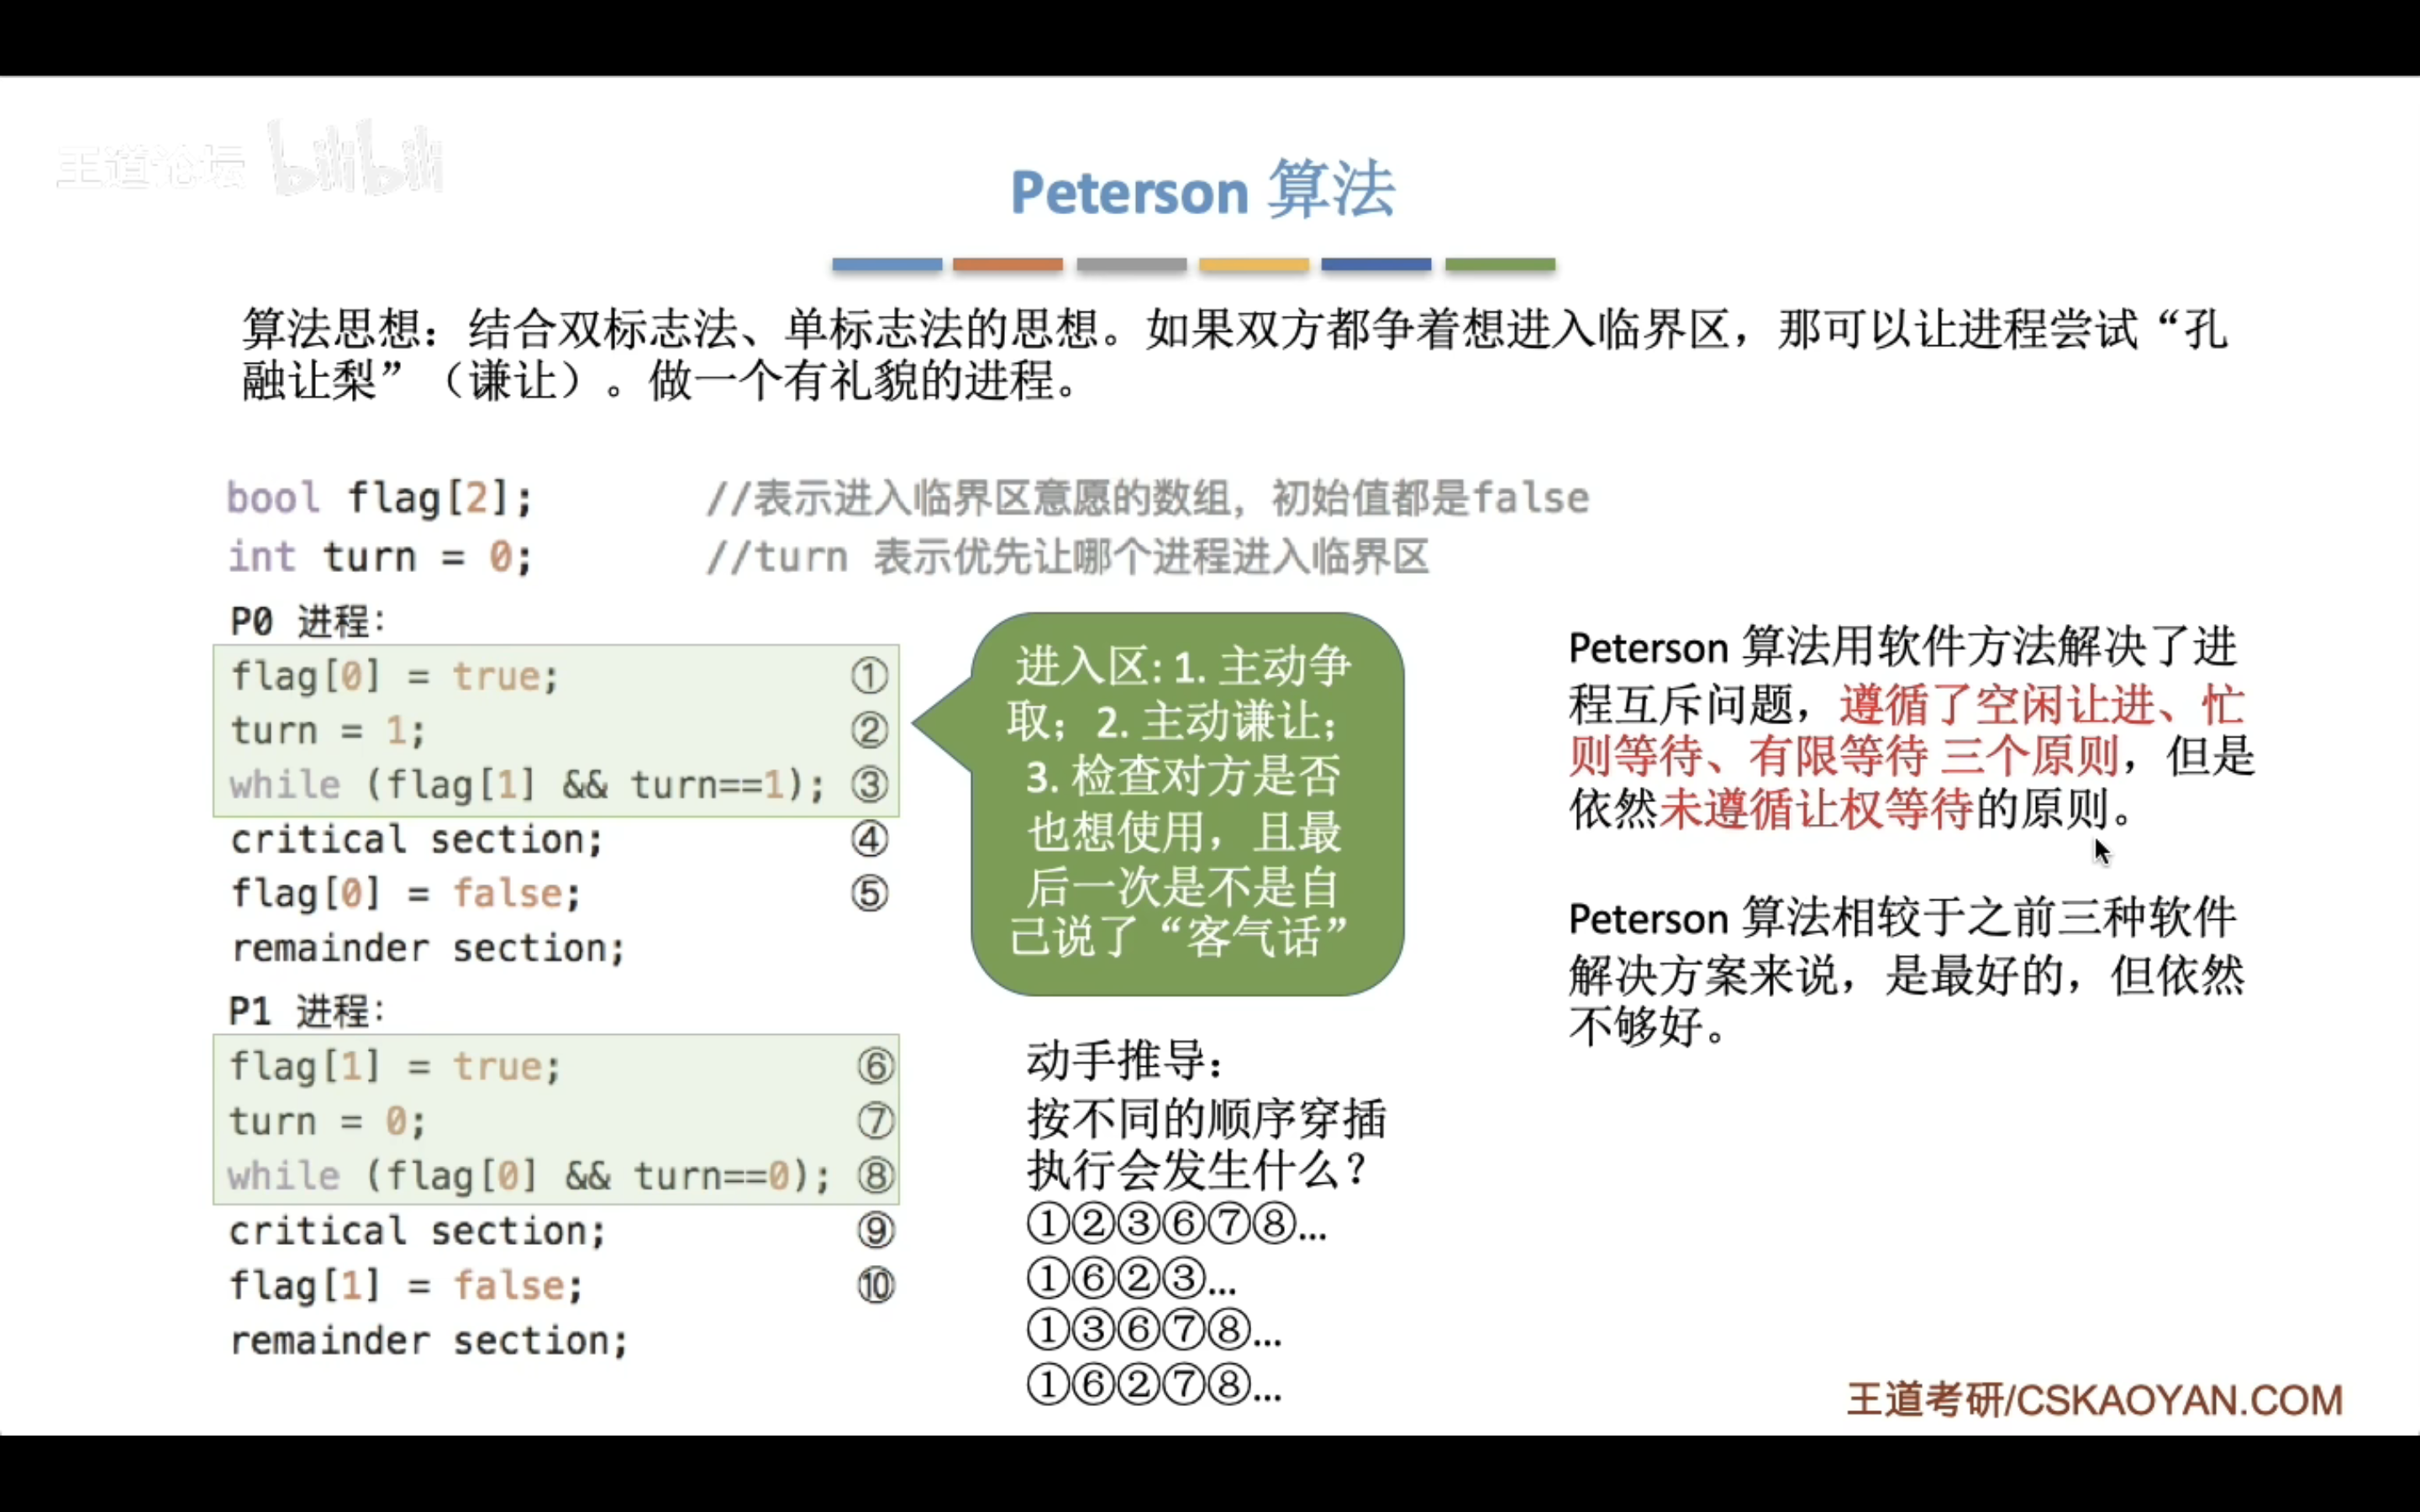 王道论坛 bilibili
Peterson 算法
算法思想：结合双标志法、单标志法的思想。如果双方都争着想进入临界区，那可以让进程尝试“孔
融让梨”（谦让）。做一个有礼貌的进程。
bool flag[2];    //表示进入临界区意愿的数组，初始值都是false
int turn = 0;    //turn 表示优先让哪个进程进入临界区
P0 进程：
flag[0] = true;    ①
turn = 1;    ②
while (flag[1] && turn==1);    ③
critical section;    ④
flag[0] = false;    ⑤
remainder section;
P1 进程：
flag[1] = true;    ⑥
turn = 0;    ⑦
while (flag[0] && turn==0);    ⑧
critical section;    ⑨
flag[1] = false;    ⑩
remainder section;
进入区: 1. 主动争
取；2. 主动谦让；
3. 检查对方是否
也想使用，且最
后一次是不是自
己说了“客气话”
动手推导：
按不同的顺序穿插
执行会发生什么？
①②③⑥⑦⑧...
①⑥②③...
①③⑥⑦⑧...
①⑥②⑦⑧...
Peterson 算法用软件方法解决了进
程互斥问题，遵循了空闲让进、忙
则等待、有限等待 三个原则，但是
依然未遵循让权等待的原则。
Peterson 算法相较于之前三种软件
解决方案来说，是最好的，但依然
不够好。
王道考研/CSKAOYAN.COM